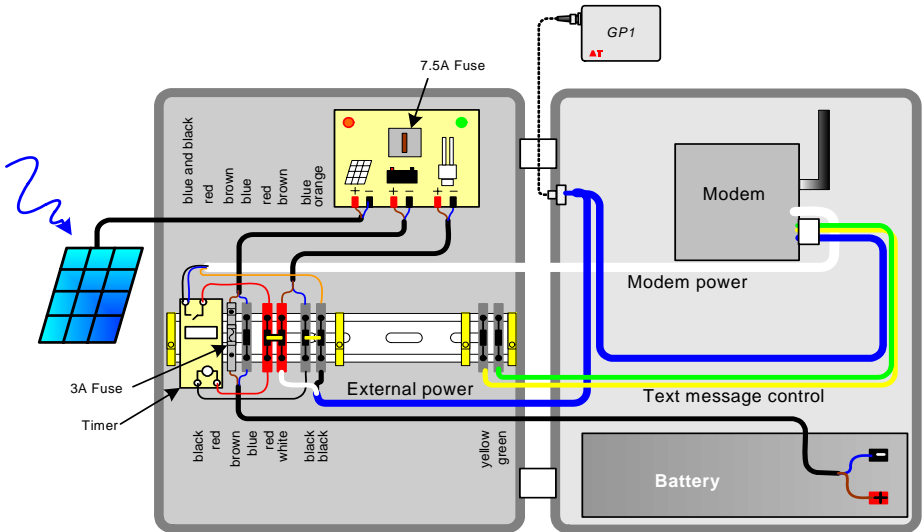 GP1
ΔT
7.5A Fuse
blue and black
red
brown
blue
red
brown
blue
orange
+ − + − + −
Modem
Modem power
3A Fuse
Timer
External power
Text message control
black
red
brown
blue
red
white
black
black
yellow
green
Battery
−
+